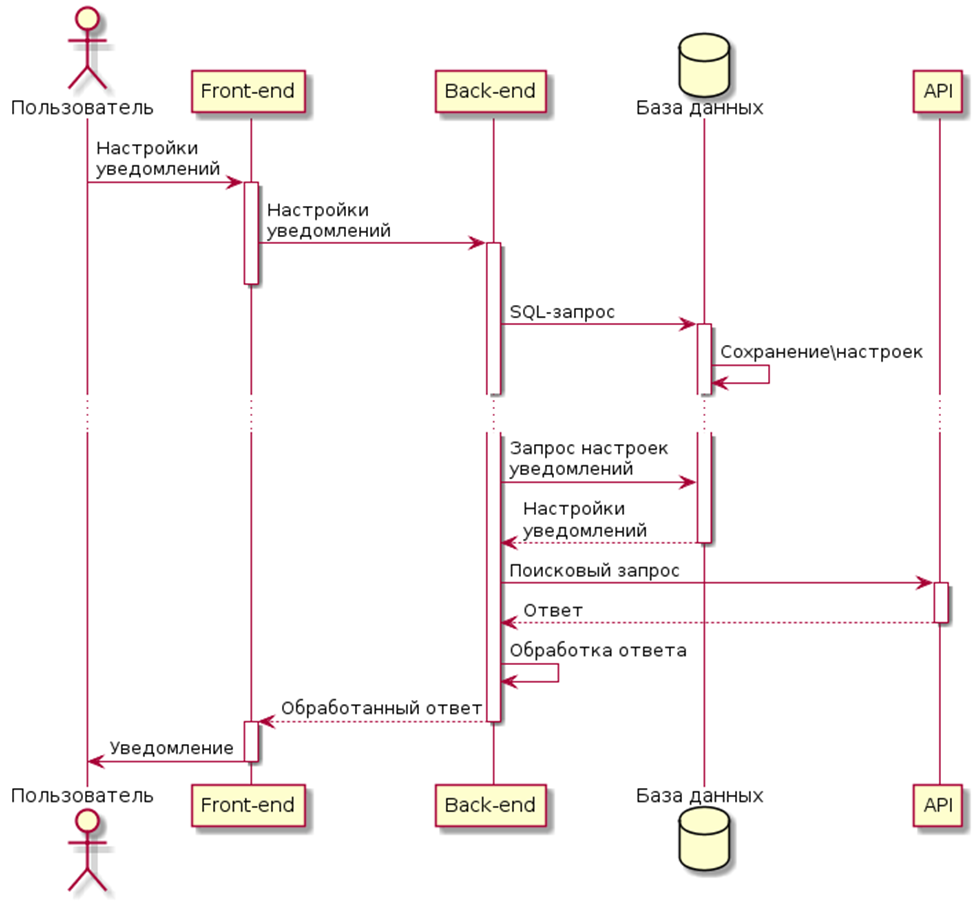 Пользователь
Front-end
Back-end
База данных
API
Настройки
уведомлений
Настройки
уведомлений
SQL-запрос
Сохранение\настроек
Запрос настроек
уведомлений
Настройки
уведомлений
Поисковый запрос
Ответ
Обработка ответа
Обработанный ответ
Уведомление
Пользователь
Front-end
Back-end
База данных
API